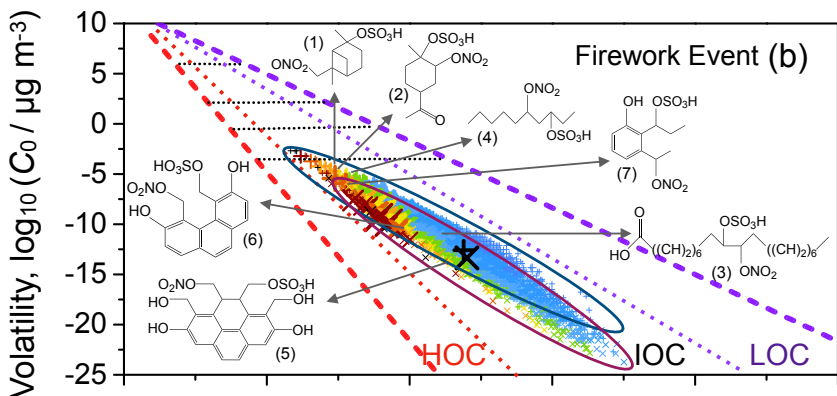 Volatility, log10 (C0 / µg m-3)
10
5
0
-5
-10
-15
-20
-25
Firework Event (b)
(1)
OSO3H
ONO2
(2)
OSO3H
ONO2
O
(4)
ONO2
OSO3H
(7)
OH
OSO3H
ONO2
(6)
HO3SO
OH
O2NO
HO
(3)
O
HO
((CH2)6
OSO3H
ONO2
((CH2)6
(5)
O2NO
OSO3H
HO
OH
HO
OH
HOC
IOC
LOC